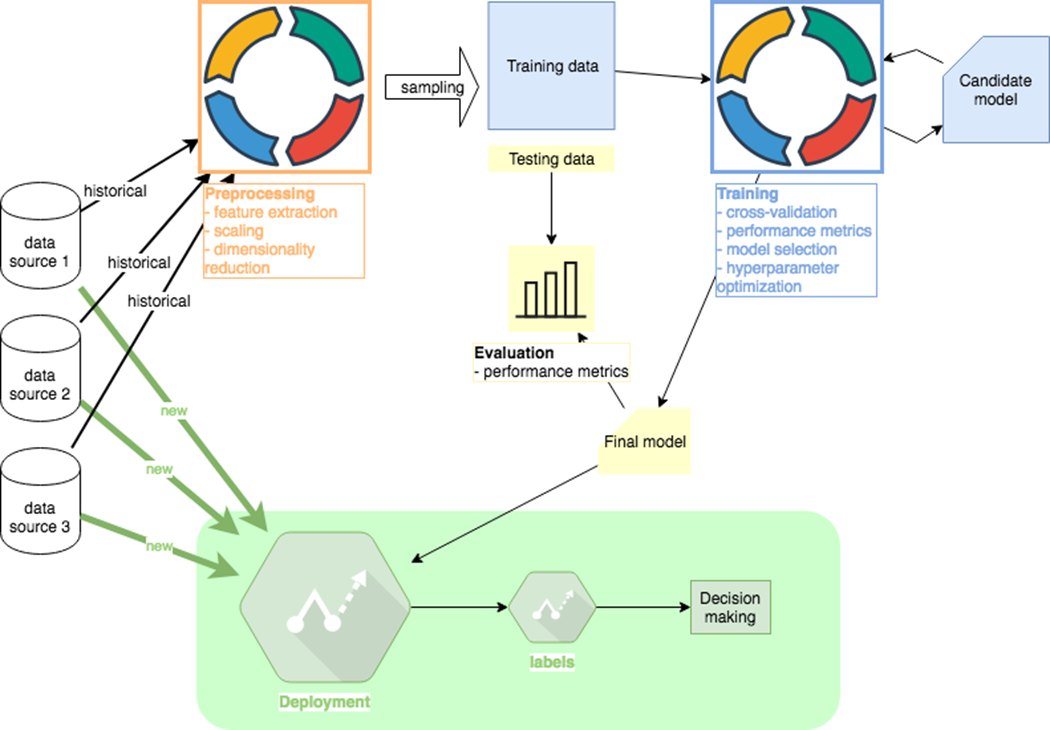 sampling
Training data
Candidate
model
Testing data
historical
Preprocessing
- feature extraction
- scaling
- dimensionality
reduction
Training
- cross-validation
- performance metrics
- model selection
- hyperparameter
optimization
data
source 1
historical
historical
Evaluation
- performance metrics
data
source 2
new
Final model
new
data
source 3
new
Decision
making
labels
Deployment